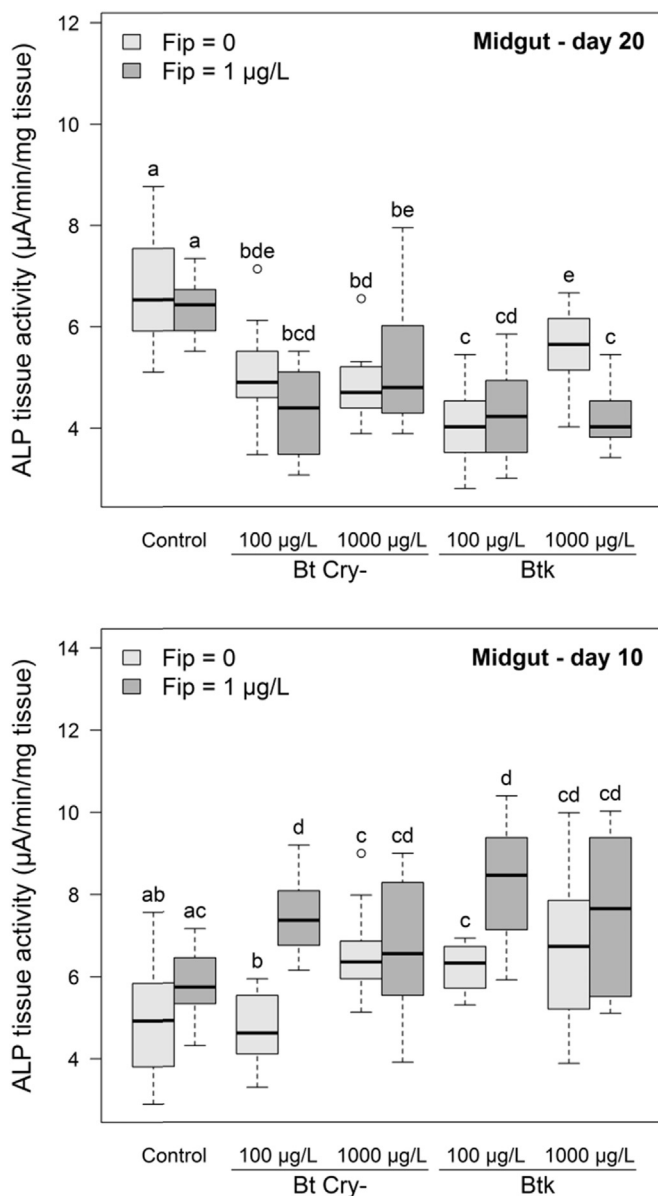 12
10
8
6
4
ALP tissue activity (µA/min/mg tissue)
Fip = 0
Fip = 1 µg/L
Midgut - day 20
a
a
bde
bcd
bd
be
c
cd
e
c
Control
100 µg/L
1000 µg/L
100 µg/L
1000 µg/L
Bt Cry-
Btk
14
12
10
8
6
4
ALP tissue activity (µA/min/mg tissue)
Fip = 0
Fip = 1 µg/L
Midgut - day 10
ab
ac
b
d
c
cd
c
d
cd
cd
Control
100 µg/L
1000 µg/L
100 µg/L
1000 µg/L
Bt Cry-
Btk